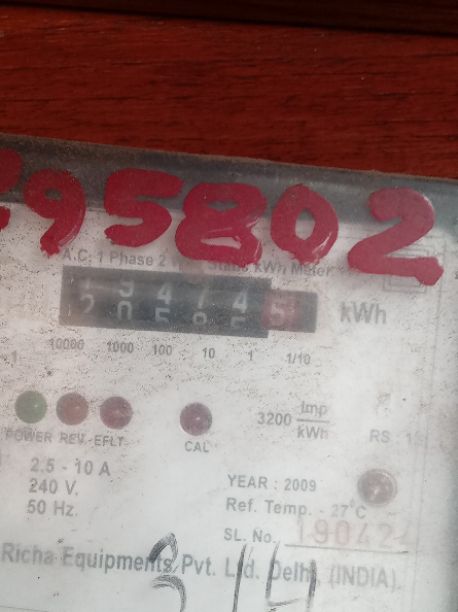 95802
A.C. 1 Phase 2 Static kWh Meter
kWh
10000 1000 100 10 1 1/10
POWER REV EFLT CAL
3200 Imp/kWh
RS
2.5 - 10 A
240 V.
50 Hz.
YEAR : 2009
Ref. Temp. - 27°C
SL. No. 190424
Richa Equipments Pvt. Ltd. Delhi, (INDIA)